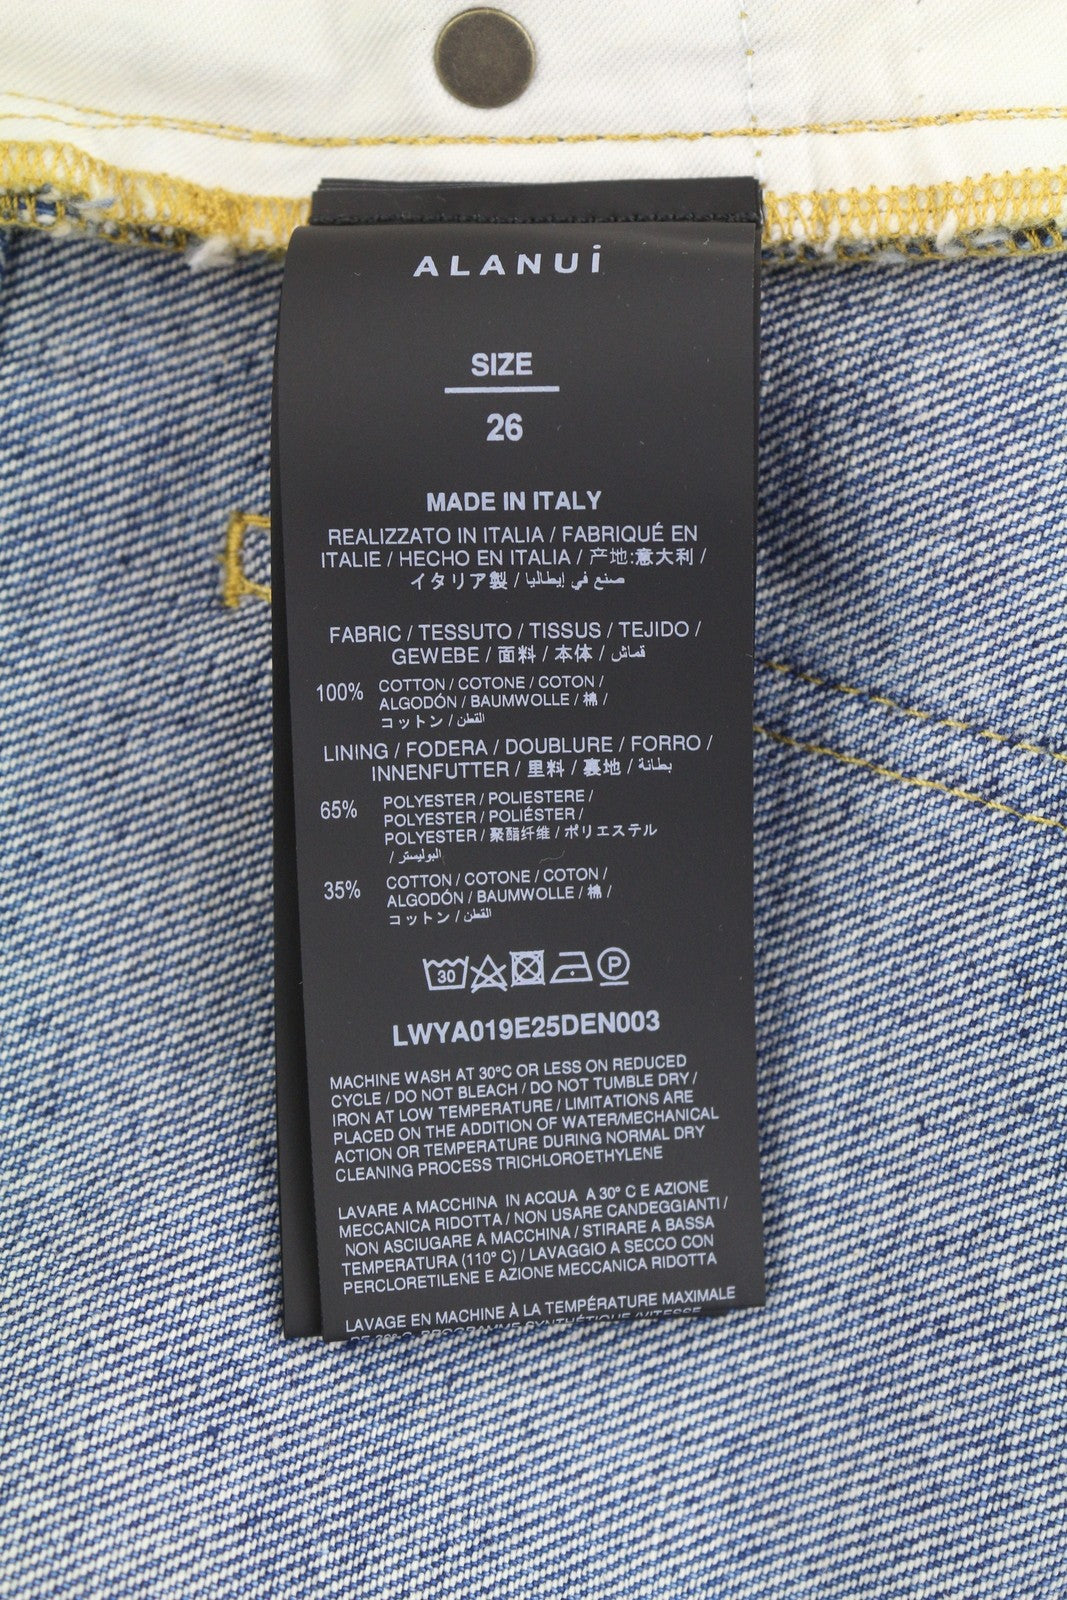 ALANUi
SIZE
26
MADE IN ITALY
REALIZZATO IN ITALIA / FABRIQUÉ EN
ITALIE / HECHO EN ITALIA / 产地:意大利 /
イタリア製 / صنع في إيطاليا
FABRIC / TESSUTO / TISSUS / TEJIDO /
GEWEBE / 面料 / 本体 / قماش
100% COTTON / COTONE / COTON /
ALGODÓN / BAUMWOLLE / 棉 /
コットン / القطن
LINING / FODERA / DOUBLURE / FORRO /
INNENFUTTER / 里料 / 裏地 / بطانة
65% POLYESTER / POLIESTERE /
POLYESTER / POLIÉSTER /
POLYESTER / 聚酯纤维 / ポリエステル
/ البوليستر
35% COTTON / COTONE / COTON /
ALGODÓN / BAUMWOLLE / 棉 /
コットン / القطن
30 P
LWYA019E25DEN003
MACHINE WASH AT 30°C OR LESS ON REDUCED
CYCLE / DO NOT BLEACH / DO NOT TUMBLE DRY /
IRON AT LOW TEMPERATURE / LIMITATIONS ARE
PLACED ON THE ADDITION OF WATER/MECHANICAL
ACTION OR TEMPERATURE DURING NORMAL DRY
CLEANING PROCESS TRICHLOROETHYLENE
LAVARE A MACCHINA IN ACQUA A 30° C E AZIONE
MECCANICA RIDOTTA / NON USARE CANDEGGIANTI /
NON ASCIUGARE A MACCHINA / STIRARE A BASSA
TEMPERATURA (110° C) / LAVAGGIO A SECCO CON
PERCLORETILENE E AZIONE MECCANICA RIDOTTA
LAVAGE EN MACHINE À LA TEMPÉRATURE MAXIMALE
DE 30° C, PROGRAMME SYNTHÉTIQUE /VITESSE